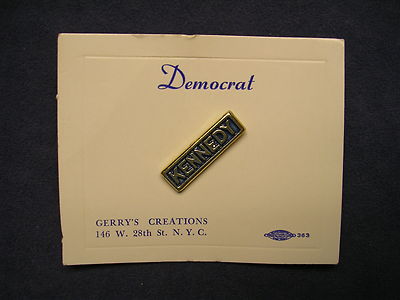 Democrat
KENNEDY
GERRY'S CREATIONS
146 W. 28th St. N. Y. C.
363